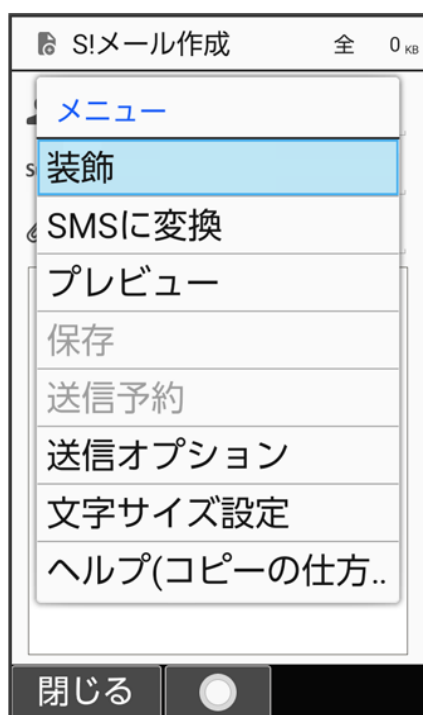 S!メール作成 全 0 KB
メニュー
装飾
SMSに変換
プレビュー
保存
送信予約
送信オプション
文字サイズ設定
ヘルプ(コピーの仕方..
閉じる